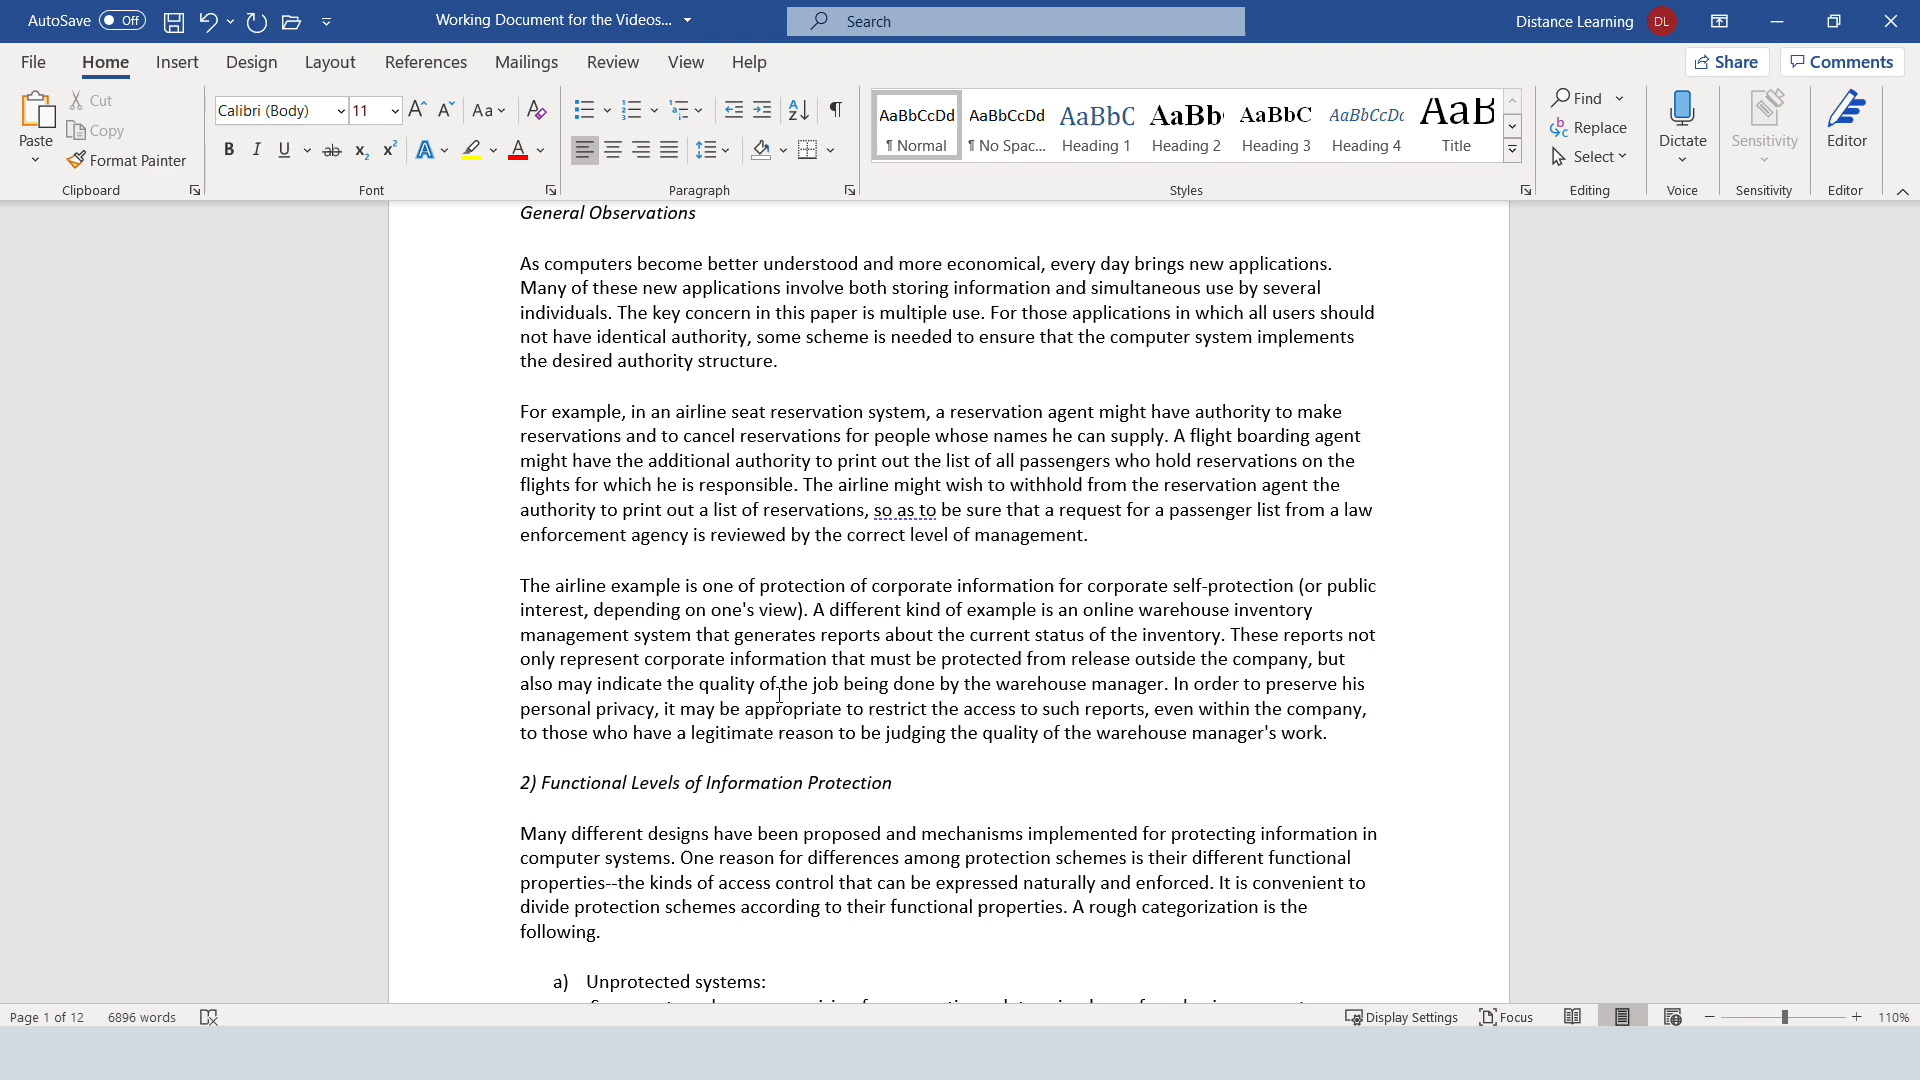 AutoSave Off Working Document for the Videos... Search Distance Learning DL
File Home Insert Design Layout References Mailings Review View Help Share Comments
Paste Cut Copy Format Painter Clipboard
Calibri (Body) 11 A A Aa A
B I U ab x2 x2 A A Font
Paragraph
AaBbCcDd AaBbCcDd AaBbC AaBb AaBbC AaBbCcDc AaB
¶ Normal ¶ No Spac... Heading 1 Heading 2 Heading 3 Heading 4 Title
Styles
Find Replace Select Editing
Dictate Voice
Sensitivity Sensitivity
Editor Editor
General Observations
As computers become better understood and more economical, every day brings new applications.
Many of these new applications involve both storing information and simultaneous use by several
individuals. The key concern in this paper is multiple use. For those applications in which all users should
not have identical authority, some scheme is needed to ensure that the computer system implements
the desired authority structure.
For example, in an airline seat reservation system, a reservation agent might have authority to make
reservations and to cancel reservations for people whose names he can supply. A flight boarding agent
might have the additional authority to print out the list of all passengers who hold reservations on the
flights for which he is responsible. The airline might wish to withhold from the reservation agent the
authority to print out a list of reservations, so as to be sure that a request for a passenger list from a law
enforcement agency is reviewed by the correct level of management.
The airline example is one of protection of corporate information for corporate self-protection (or public
interest, depending on one's view). A different kind of example is an online warehouse inventory
management system that generates reports about the current status of the inventory. These reports not
only represent corporate information that must be protected from release outside the company, but
also may indicate the quality of the job being done by the warehouse manager. In order to preserve his
personal privacy, it may be appropriate to restrict the access to such reports, even within the company,
to those who have a legitimate reason to be judging the quality of the warehouse manager's work.
2) Functional Levels of Information Protection
Many different designs have been proposed and mechanisms implemented for protecting information in
computer systems. One reason for differences among protection schemes is their different functional
properties--the kinds of access control that can be expressed naturally and enforced. It is convenient to
divide protection schemes according to their functional properties. A rough categorization is the
following.
a) Unprotected systems:
Page 1 of 12 6896 words Display Settings Focus 110%